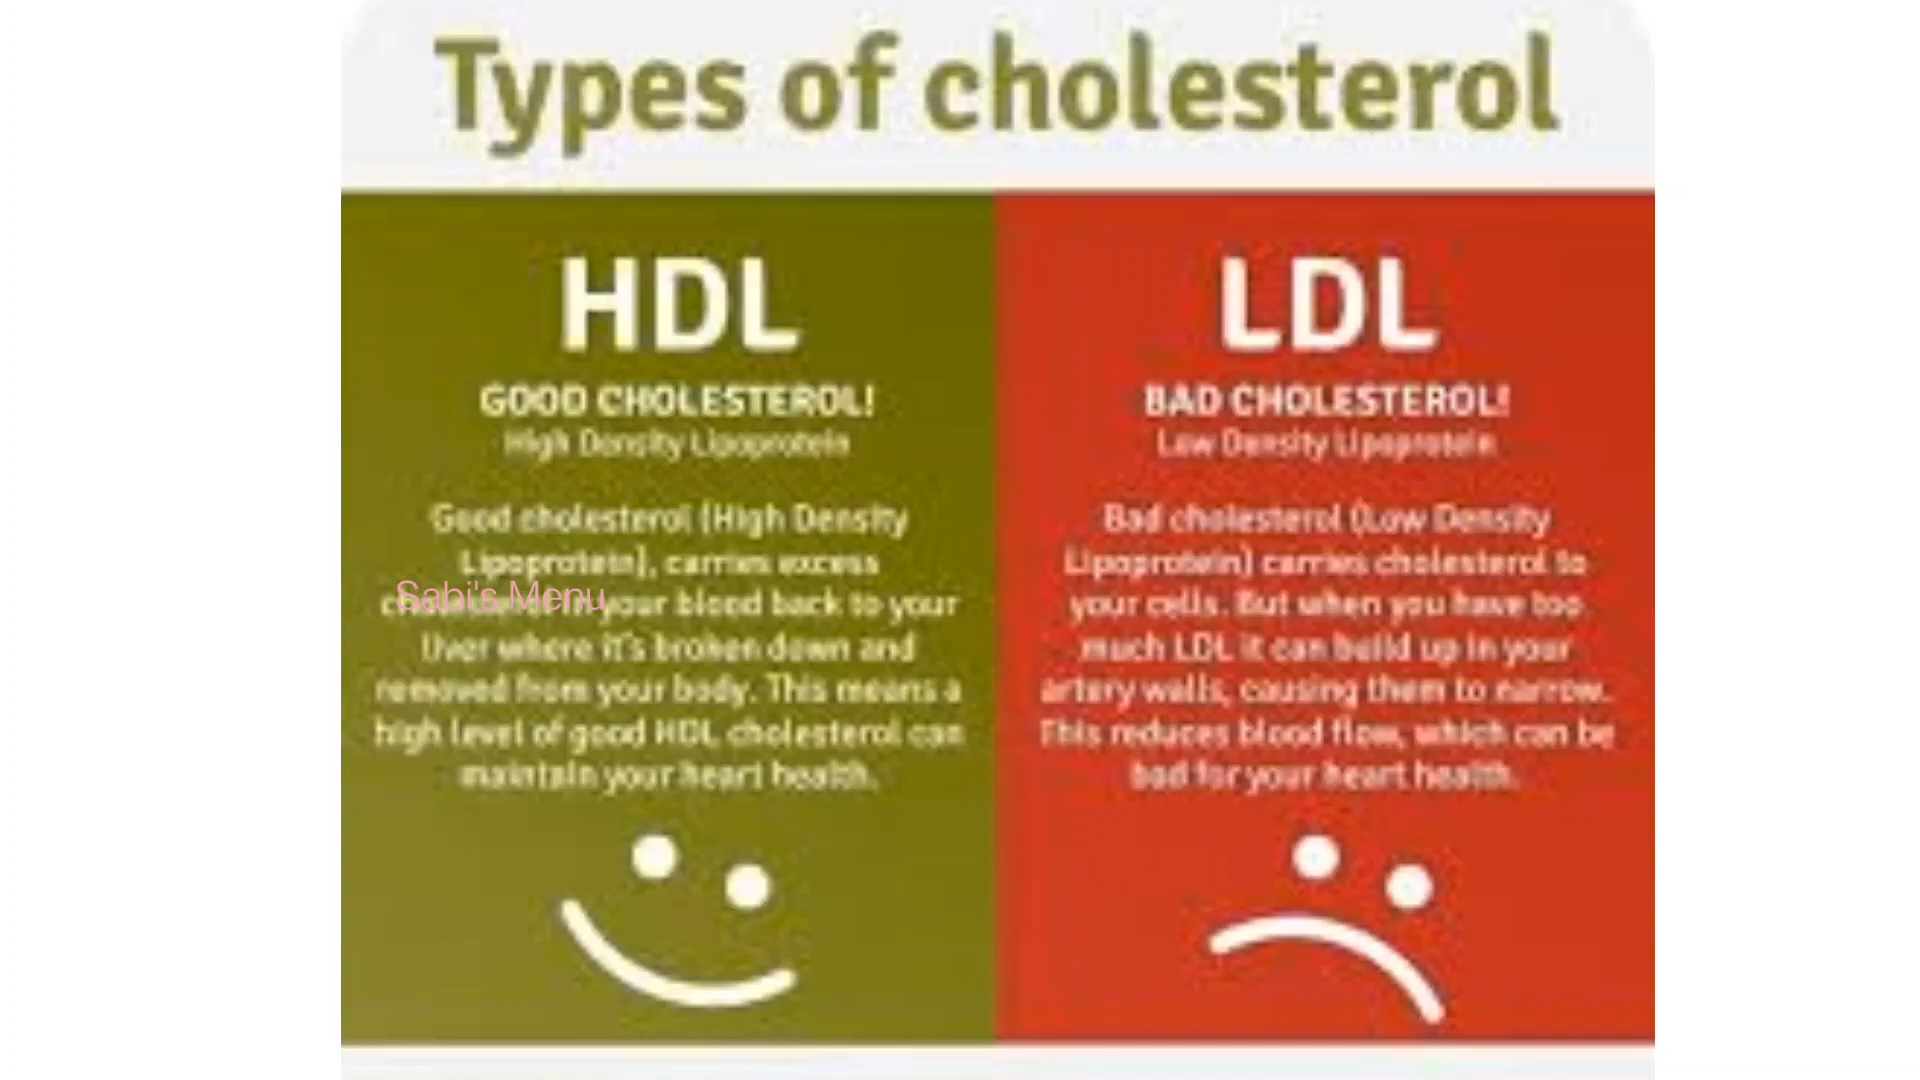 Types of cholesterol
HDL
GOOD CHOLESTEROL!
High Density Lipoprotein
Good cholesterol (High Density
Lipoprotein), carries excess
in your blood back to your
liver where it's broken down and
removed from your body. This means a
high level of good HDL cholesterol can
maintain your heart health.
Sabi's Menu
LDL
BAD CHOLESTEROL!
Low Density Lipoprotein
Bad cholesterol (Low Density
Lipoprotein) carries cholesterol to
your cells. But when you have too
much LDL it can build up in your
artery walls, causing them to narrow.
This reduces blood flow, which can be
bad for your heart health.